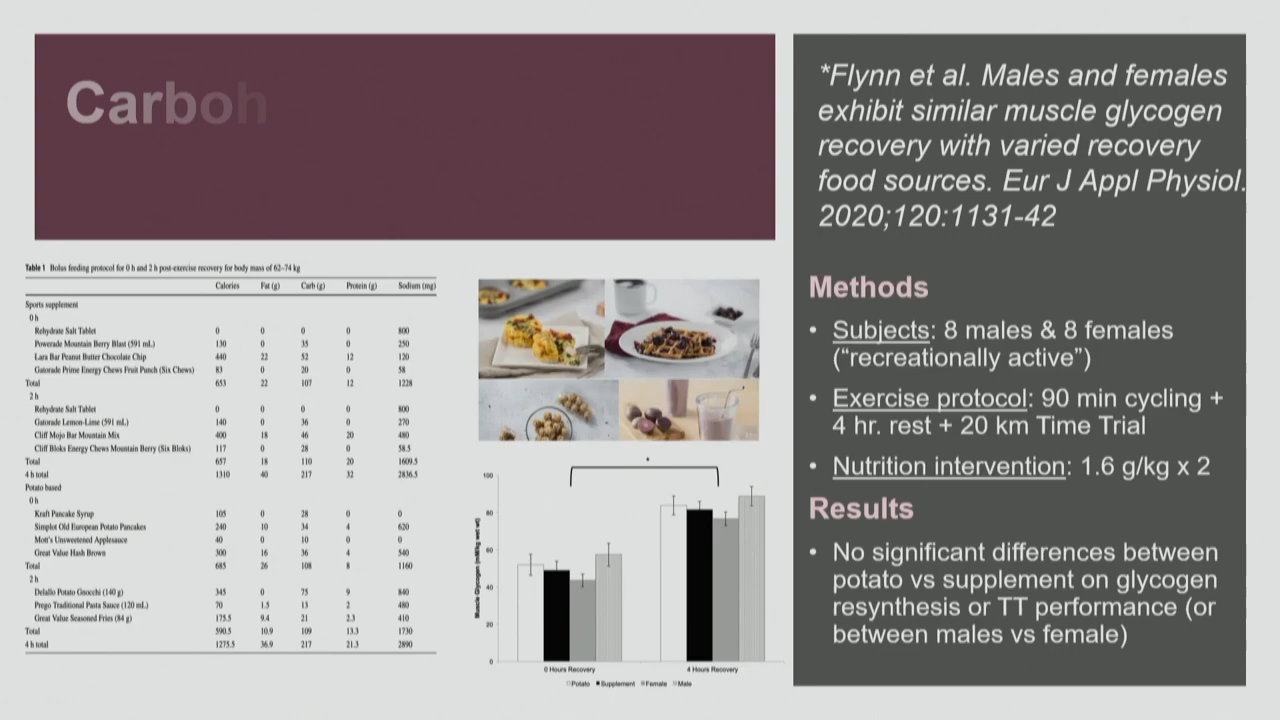 Carboh
*Flynn et al. Males and females
exhibit similar muscle glycogen
recovery with varied recovery
food sources. Eur J Appl Physiol.
2020;120:1131-42
Table 1 Bolus feeding protocol for 0 h and 2 h post-exercise recovery for body mass of 62–74 kg
Calories Fat (g) Carb (g) Protein (g) Sodium (mg)
Sports supplement
0 h
Rehydrate Salt Tablet 0 0 0 0 800
Powerade Mountain Berry Blast (591 mL) 130 0 35 0 250
Lara Bar Peanut Butter Chocolate Chip 440 22 52 12 120
Gatorade Prime Energy Chews Fruit Punch (Six Chews) 83 0 20 0 58
Total 653 22 107 12 1228
2 h
Rehydrate Salt Tablet 0 0 0 0 800
Gatorade Lemon-Lime (591 mL) 140 0 36 0 270
Cliff Mojo Bar Mountain Mix 400 18 46 20 480
Cliff Bloks Energy Chews Mountain Berry (Six Bloks) 117 0 28 0 58.5
Total 657 18 110 20 1609.5
4 h total 1310 40 217 32 2836.5
Potato based
0 h
Kraft Pancake Syrup 105 0 28 0 0
Simplot Old European Potato Pancakes 240 10 34 4 620
Mott's Unsweetened Applesauce 40 0 10 0 0
Great Value Hash Brown 300 16 36 4 540
Total 685 26 108 8 1160
2 h
Delallo Potato Gnocchi (140 g) 345 0 75 9 840
Prego Traditional Pasta Sauce (120 mL) 70 1.5 13 2 480
Great Value Seasoned Fries (84 g) 175.5 9.4 21 2.3 410
Total 590.5 10.9 109 13.3 1730
4 h total 1275.5 36.9 217 21.3 2890
*
Muscle Glycogen (mM/kg wet wt)
100
80
60
40
20
0
0 Hours Recovery 4 Hours Recovery
Potato Supplement Female Male
Methods
• Subjects: 8 males & 8 females
("recreationally active")
• Exercise protocol: 90 min cycling +
4 hr. rest + 20 km Time Trial
• Nutrition intervention: 1.6 g/kg x 2
Results
• No significant differences between
potato vs supplement on glycogen
resynthesis or TT performance (or
between males vs female)